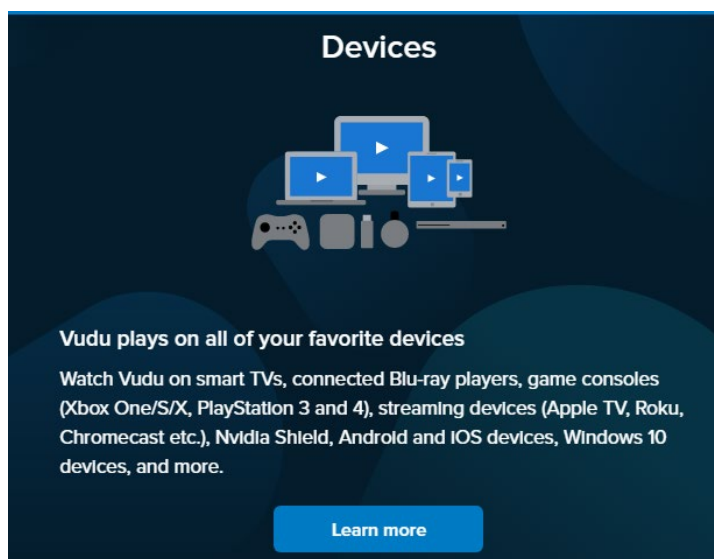 Devices
Vudu plays on all of your favorite devices
Watch Vudu on smart TVs, connected Blu-ray players, game consoles
(Xbox One/S/X, PlayStation 3 and 4), streaming devices (Apple TV, Roku,
Chromecast etc.), Nvidia Shield, Android and iOS devices, Windows 10
devices, and more.
Learn more